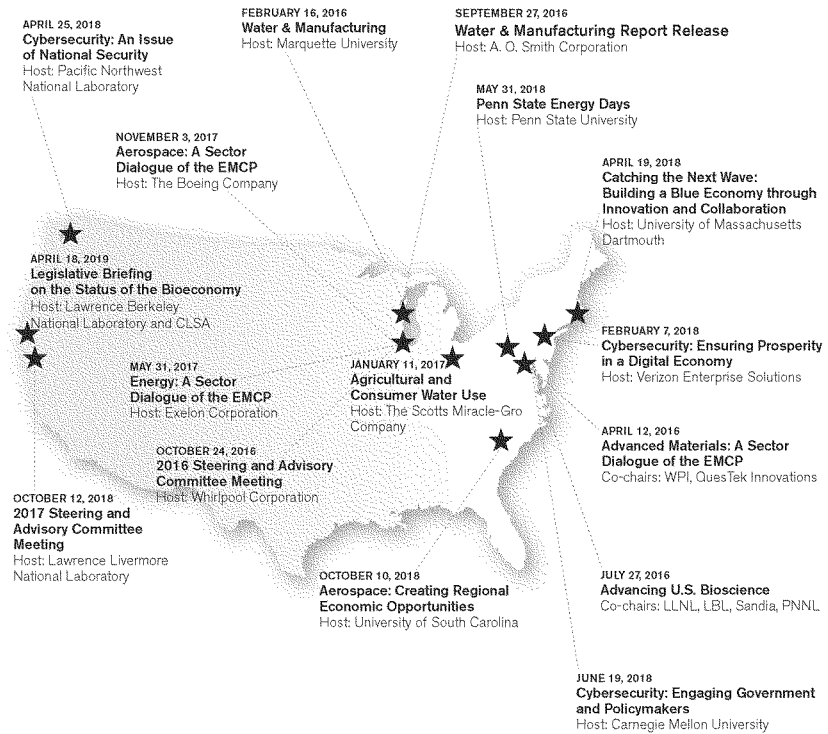 APRIL 25, 2018
Cybersecurity: An Issue
of National Security
Host: Pacific Northwest
National Laboratory
FEBRUARY 16, 2016
Water & Manufacturing
Host: Marquette University
SEPTEMBER 27, 2016
Water & Manufacturing Report Release
Host: A. O. Smith Corporation
MAY 31, 2018
Penn State Energy Days
Host: Penn State University
NOVEMBER 3, 2017
Aerospace: A Sector
Dialogue of the EMCP
Host: The Boeing Company
APRIL 19, 2018
Catching the Next Wave:
Building a Blue Economy through
Innovation and Collaboration
Host: University of Massachusetts
Dartmouth
APRIL 18, 2019
Legislative Briefing
on the Status of the Bioeconomy
Host: Lawrence Berkeley
National Laboratory and CLSA
FEBRUARY 7, 2018
Cybersecurity: Ensuring Prosperity
in a Digital Economy
Host: Verizon Enterprise Solutions
MAY 31, 2017
Energy: A Sector
Dialogue of the EMCP
Host: Exelon Corporation
JANUARY 11, 2017
Agricultural and
Consumer Water Use
Host: The Scotts Miracle-Gro
Company
APRIL 12, 2016
Advanced Materials: A Sector
Dialogue of the EMCP
Co-chairs: WPI, QuesTek Innovations
OCTOBER 24, 2016
2016 Steering and Advisory
Committee Meeting
Host: Whirlpool Corporation
OCTOBER 12, 2018
2017 Steering and
Advisory Committee
Meeting
Host: Lawrence Livermore
National Laboratory
OCTOBER 10, 2018
Aerospace: Creating Regional
Economic Opportunities
Host: University of South Carolina
JULY 27, 2016
Advancing U.S. Bioscience
Co-chairs: LLNL, LBL, Sandia, PNNL
JUNE 19, 2018
Cybersecurity: Engaging Government
and Policymakers
Host: Carnegie Mellon University